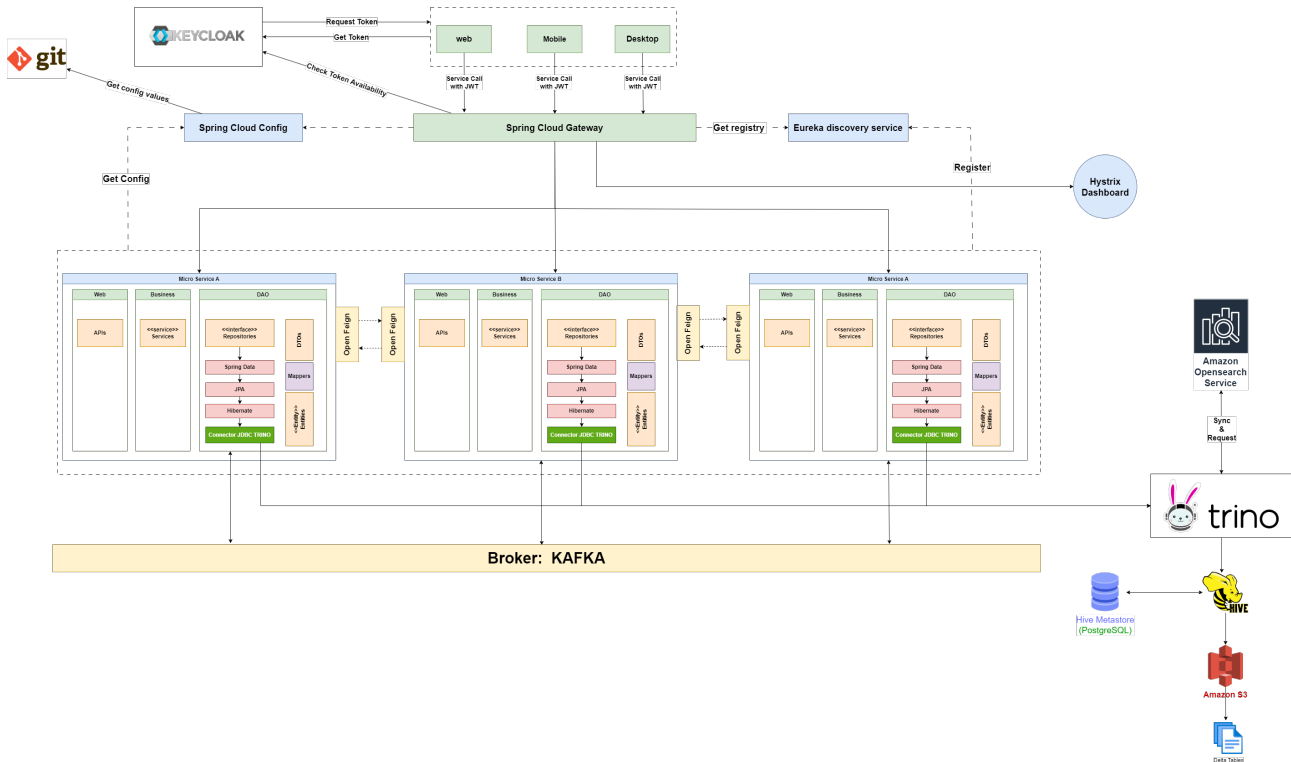 KEYCLOAK
Request Token
Get Token
web
Mobile
Desktop
git
Get config values
Check Token Availability
Service Call
with JWT
Service Call
with JWT
Service Call
with JWT
Spring Cloud Config
Spring Cloud Gateway
Get registry
Eureka discovery service
Get Config
Register
Hystrix
Dashboard
Micro Service A
Web
APIs
Business
<<service>>
Services
DAO
<<interface>>
Repositories
Spring Data
JPA
Hibernate
Connector JDBC TRINO
DTOs
Mappers
<<Entity>>
Entities
Open Feign
Open Feign
Micro Service B
Web
APIs
Business
<<service>>
Services
DAO
<<interface>>
Repositories
Spring Data
JPA
Hibernate
Connector JDBC TRINO
DTOs
Mappers
<<Entity>>
Entities
Open Feign
Open Feign
Micro Service A
Web
APIs
Business
<<service>>
Services
DAO
<<interface>>
Repositories
Spring Data
JPA
Hibernate
Connector JDBC TRINO
DTOs
Mappers
<<Entity>>
Entities
Amazon
Opensearch
Service
Sync
&
Request
trino
Broker: KAFKA
HIVE
Hive Metastore
(PostgreSQL)
Amazon S3
Delta Tables